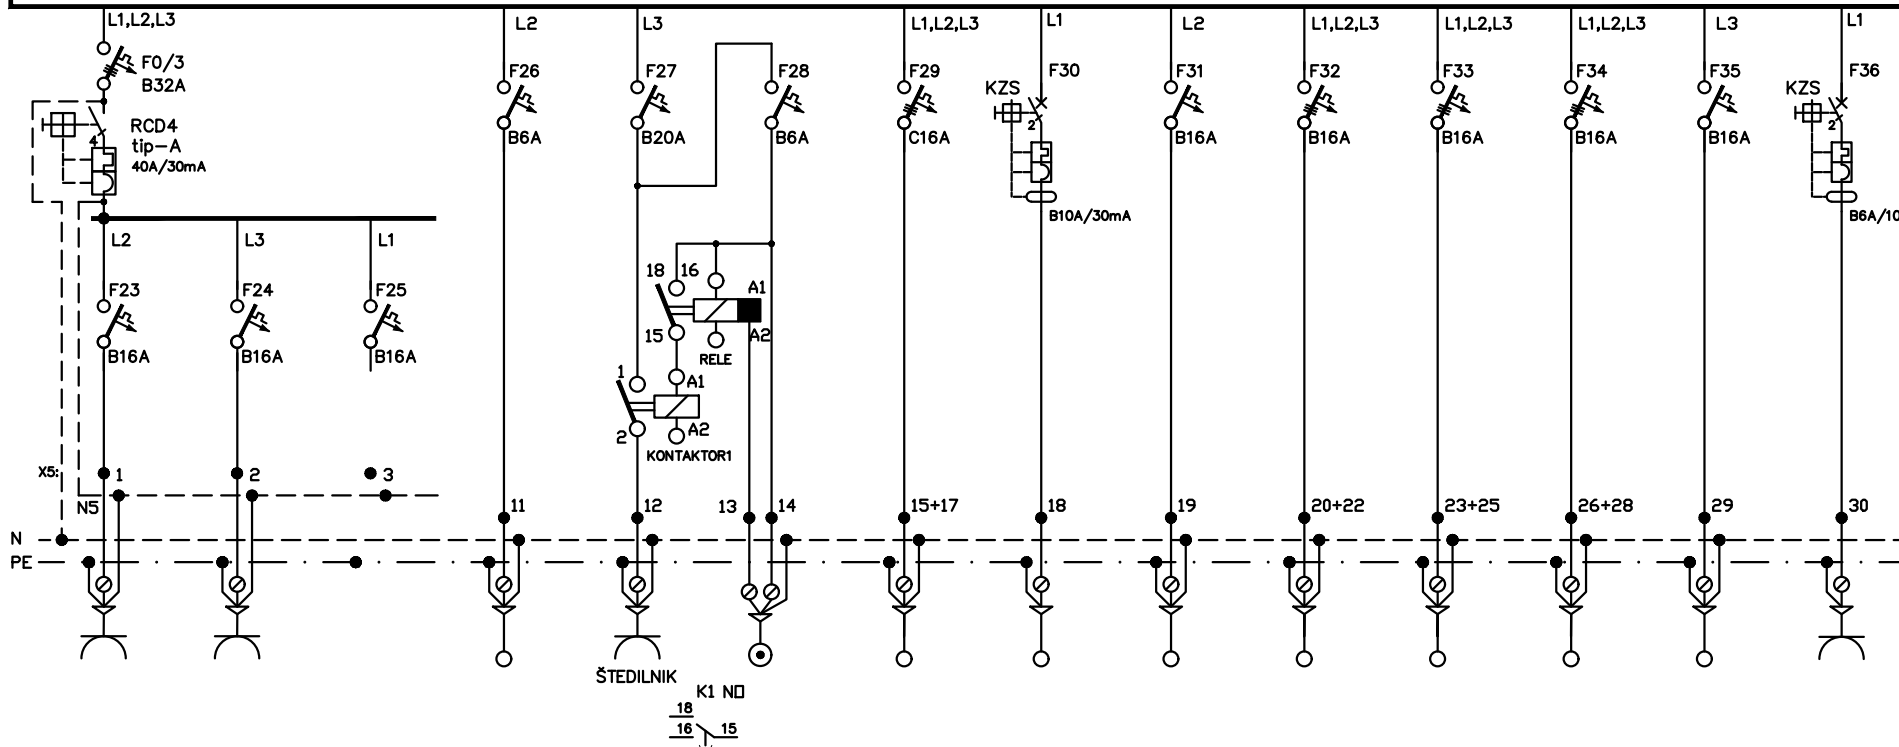 L1,L2,L3
L2
L3
L1,L2,L3
L1
L2
L1,L2,L3
L1,L2,L3
L1,L2,L3
L3
L1
F0/3
B32A
F26
B6A
F27
B20A
F28
B6A
F29
C16A
F30
KZS
2
B10A/30mA
F31
B16A
F32
B16A
F33
B16A
F34
B16A
F35
B16A
F36
KZS
2
B6A/10
RCD4
tip-A
40A/30mA
4
L2
L3
L1
F23
B16A
F24
B16A
F25
B16A
18
16
A1
15
A2
RELE
1
A1
2
A2
KONTAKTOR1
X5:
1
2
3
N5
11
12
13
14
15+17
18
19
20+22
23+25
26+28
29
30
N
PE
ŠTEDILNIK
K1 NO
18
16
15